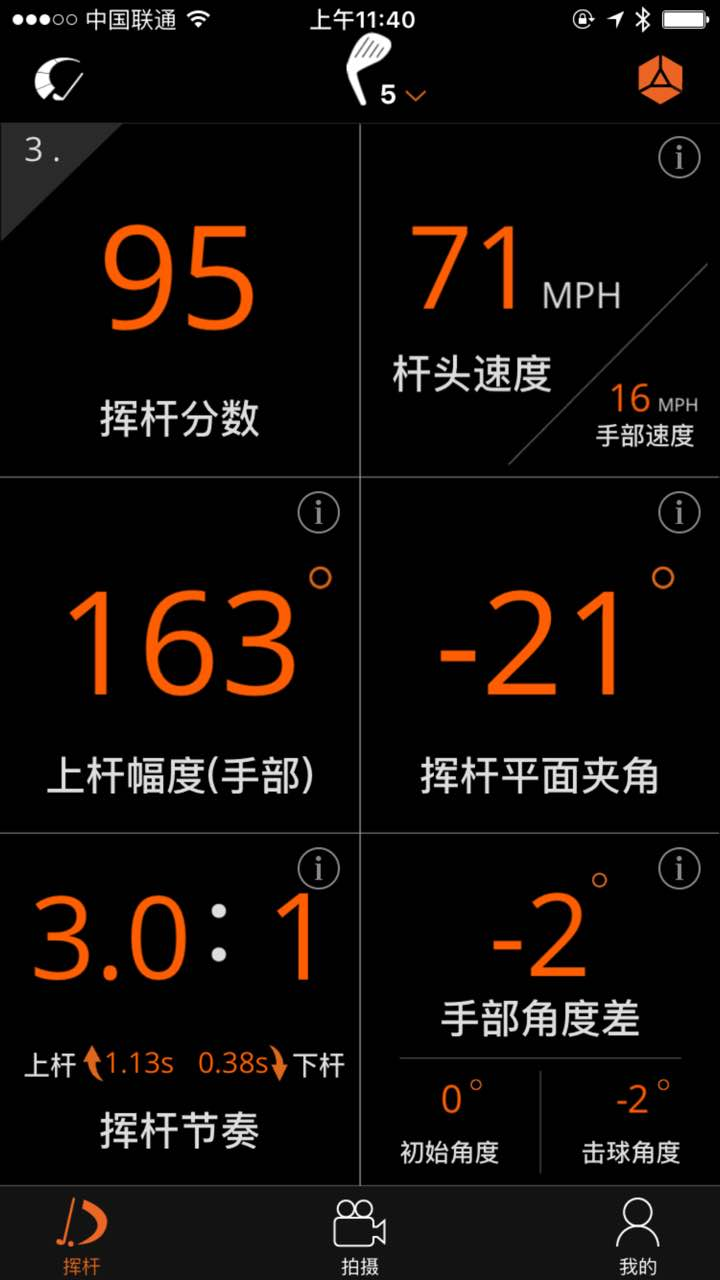 中国联通 上午11:40
5
3.
95
挥杆分数
71 MPH
杆头速度
16 MPH
手部速度
163°
上杆幅度(手部)
-21°
挥杆平面夹角
3.0:1
上杆 1.13s 0.38s 下杆
挥杆节奏
-2°
手部角度差
0° -2°
初始角度 击球角度
挥杆 拍摄 我的